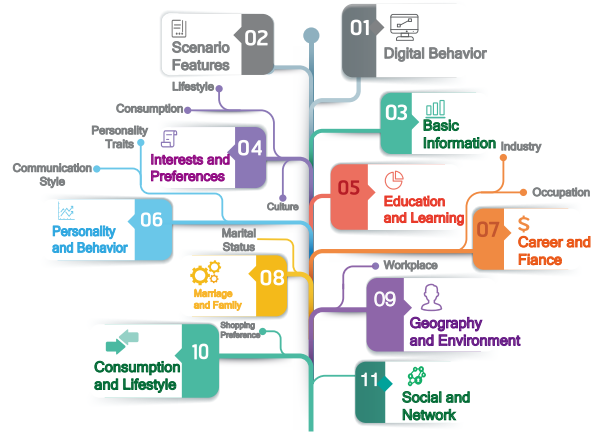 01
Digital Behavior
02
Scenario
Features
Lifestyle
Consumption
03
Basic
Information
Personality
Traits
04
Interests and
Preferences
Industry
Communication
Style
05
Education
and Learning
Occupation
Culture
06
Personality
and Behavior
07
Career and
Fiance
Marital
Status
08
Marriage
and Family
Workplace
09
Geography
and Environment
Shopping
Preference
10
Consumption
and Lifestyle
11
Social and
Network
$